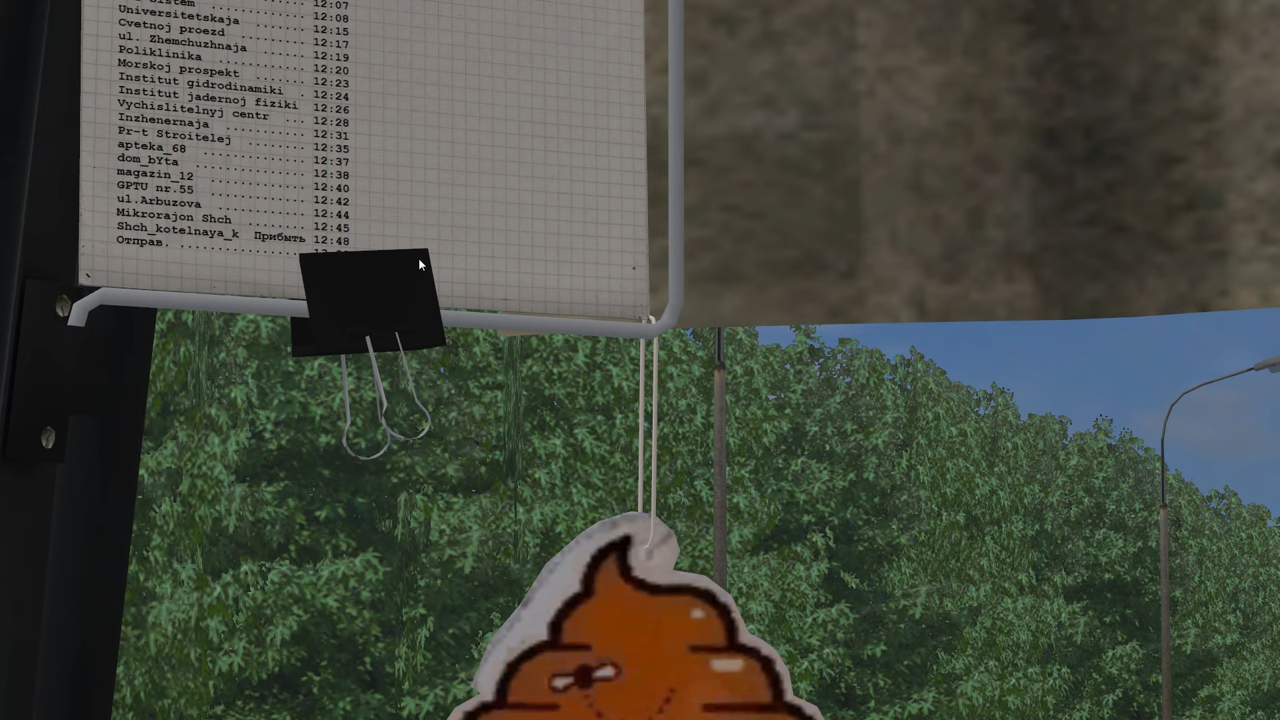 12:07
sistem ............ 12:08
Universitetskaja ........ 12:15
Cvetnoj proezd .......... 12:17
ul. Zhemchuzhnaja ....... 12:19
Poliklinika ............. 12:20
Morskoj prospekt ....... 12:23
Institut gidrodinamiki . 12:24
Institut jadernoj fiziki 12:26
Vychislitelnyj centr ... 12:28
Inzhenernaja ........... 12:31
Pr-t Stroitelej ........ 12:35
apteka_68 .............. 12:37
dom_bYta ............... 12:38
magazin_12 ............. 12:40
GPTU nr.55 ............. 12:42
ul.Arbuzova ............ 12:44
Mikrorajon Shch ........ 12:45
Shch_kotelnaya_k Прибыть 12:48
Отправ. ................